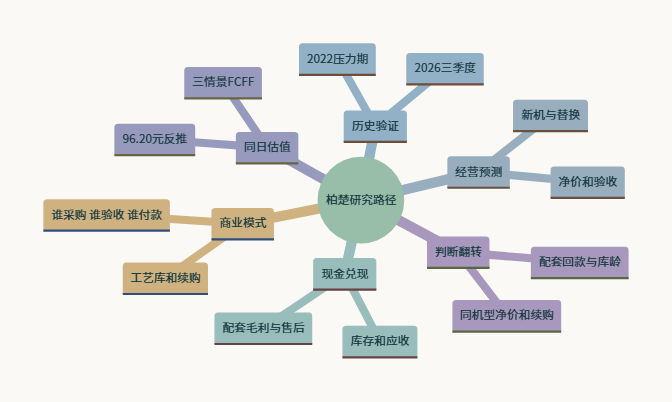 2022压力期
2026三季度
三情景FCFF
新机与替换
历史验证
96.20元反推
同日估值
经营预测
净价和验收
柏楚研究路径
谁采购 谁验收 谁付款
商业模式
判断翻转
配套回款与库龄
工艺库和续购
现金兑现
同机型净价和续购
配套毛利与售后
库存和应收